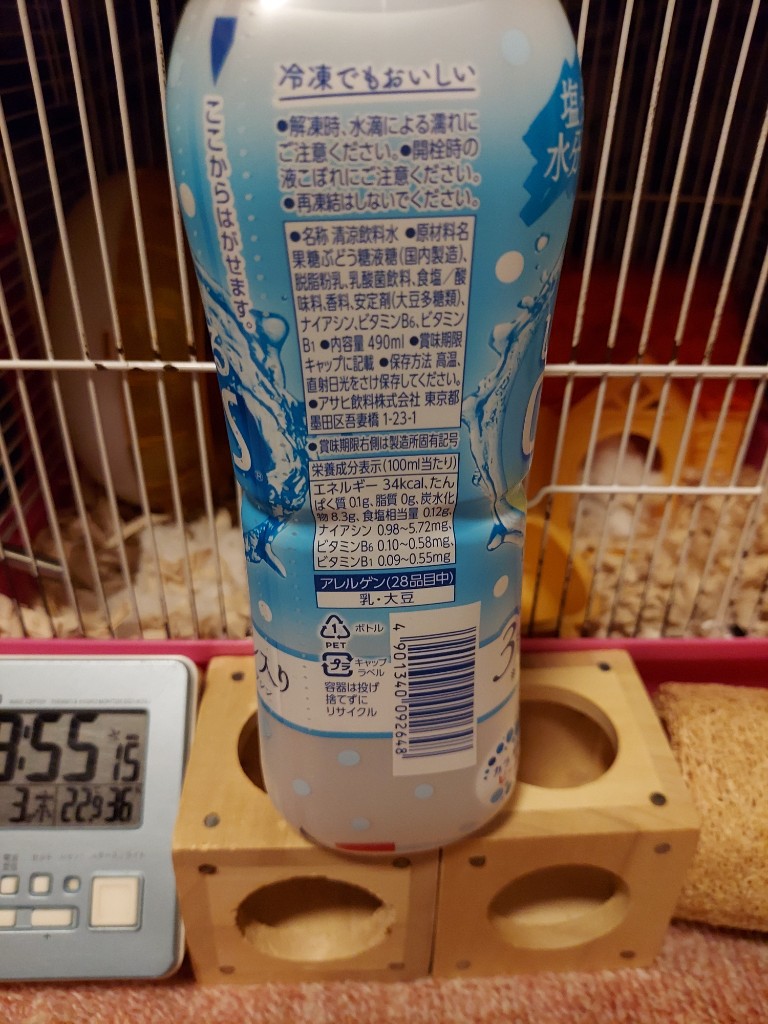 冷凍でもおいしい
●解凍時、水滴による濡れに
ご注意ください。●開栓時の
液こぼれにご注意ください。
●再凍結はしないでください。
ここからはがせます。
塩
水分
●名称 清涼飲料水 ●原材料名
果糖ぶどう糖液糖(国内製造)、
脱脂粉乳、乳酸菌飲料、食塩/酸
味料、香料、安定剤(大豆多糖類)、
ナイアシン、ビタミンB6、ビタミン
B1 ●内容量 490ml ●賞味期限
キャップに記載 ●保存方法 高温、
直射日光をさけ保存してください。
●アサヒ飲料株式会社 東京都
墨田区吾妻橋 1-23-1
●賞味期限右側は製造所固有記号
栄養成分表示(100ml当たり)
エネルギー 34kcal、たん
ぱく質 0.1g、脂質 0g、炭水化
物 8.3g、食塩相当量 0.12g、
ナイアシン 0.98~5.72mg、
ビタミンB6 0.10~0.58mg、
ビタミンB1 0.09~0.55mg
アレルゲン(28品目中)
乳・大豆
1 ボトル
PET
プラ キャップ
ラベル
容器は投げ
捨てずに
リサイクル
4 901340 092648
入り
3
S®
:55 15
3 木 22.9 36